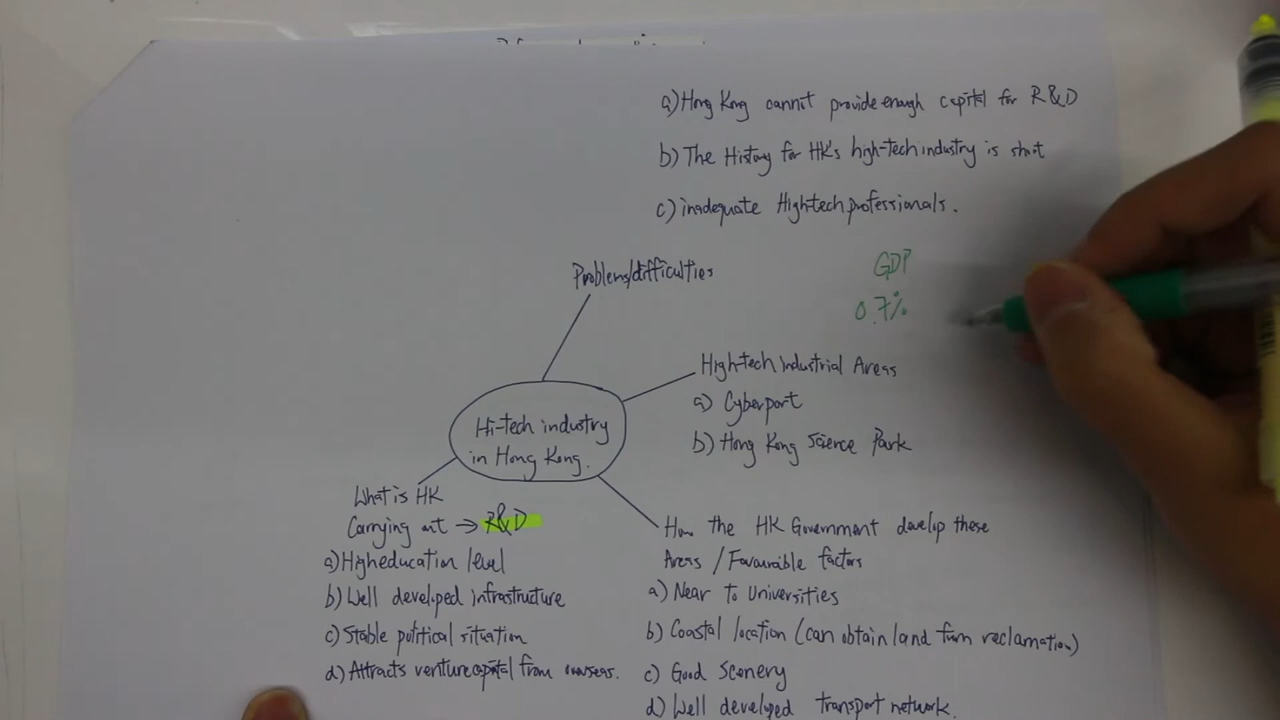 a) Hong Kong cannot provide enough capital for R&D
b) The History for HK's high-tech industry is short
c) inadequate High-tech professionals.
GDP
0.7%
Problems/difficulties
High-tech industrial Areas
a) Cyberport
b) Hong Kong Science Park
Hi-tech industry
in Hong Kong.
What is HK
Carrying out → R&D
a) High education level
b) Well developed infrastructure
c) Stable political situation
d) Attracts venture capital from overseas.
How the HK Government develop these
Areas / Favourable factors
a) Near to Universities
b) Coastal location (can obtain land from reclamation)
c) Good Scenery
d) Well developed transport network.